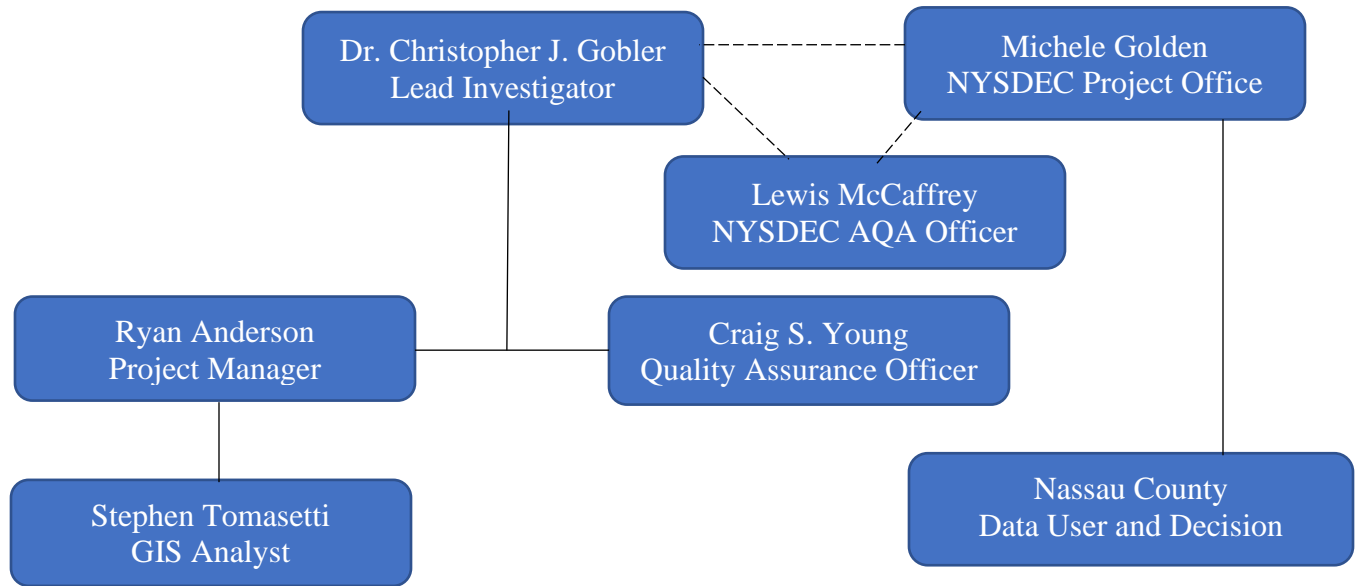 Dr. Christopher J. Gobler
Lead Investigator
Michele Golden
NYSDEC Project Office
Lewis McCaffrey
NYSDEC AQA Officer
Ryan Anderson
Project Manager
Craig S. Young
Quality Assurance Officer
Stephen Tomasetti
GIS Analyst
Nassau County
Data User and Decision